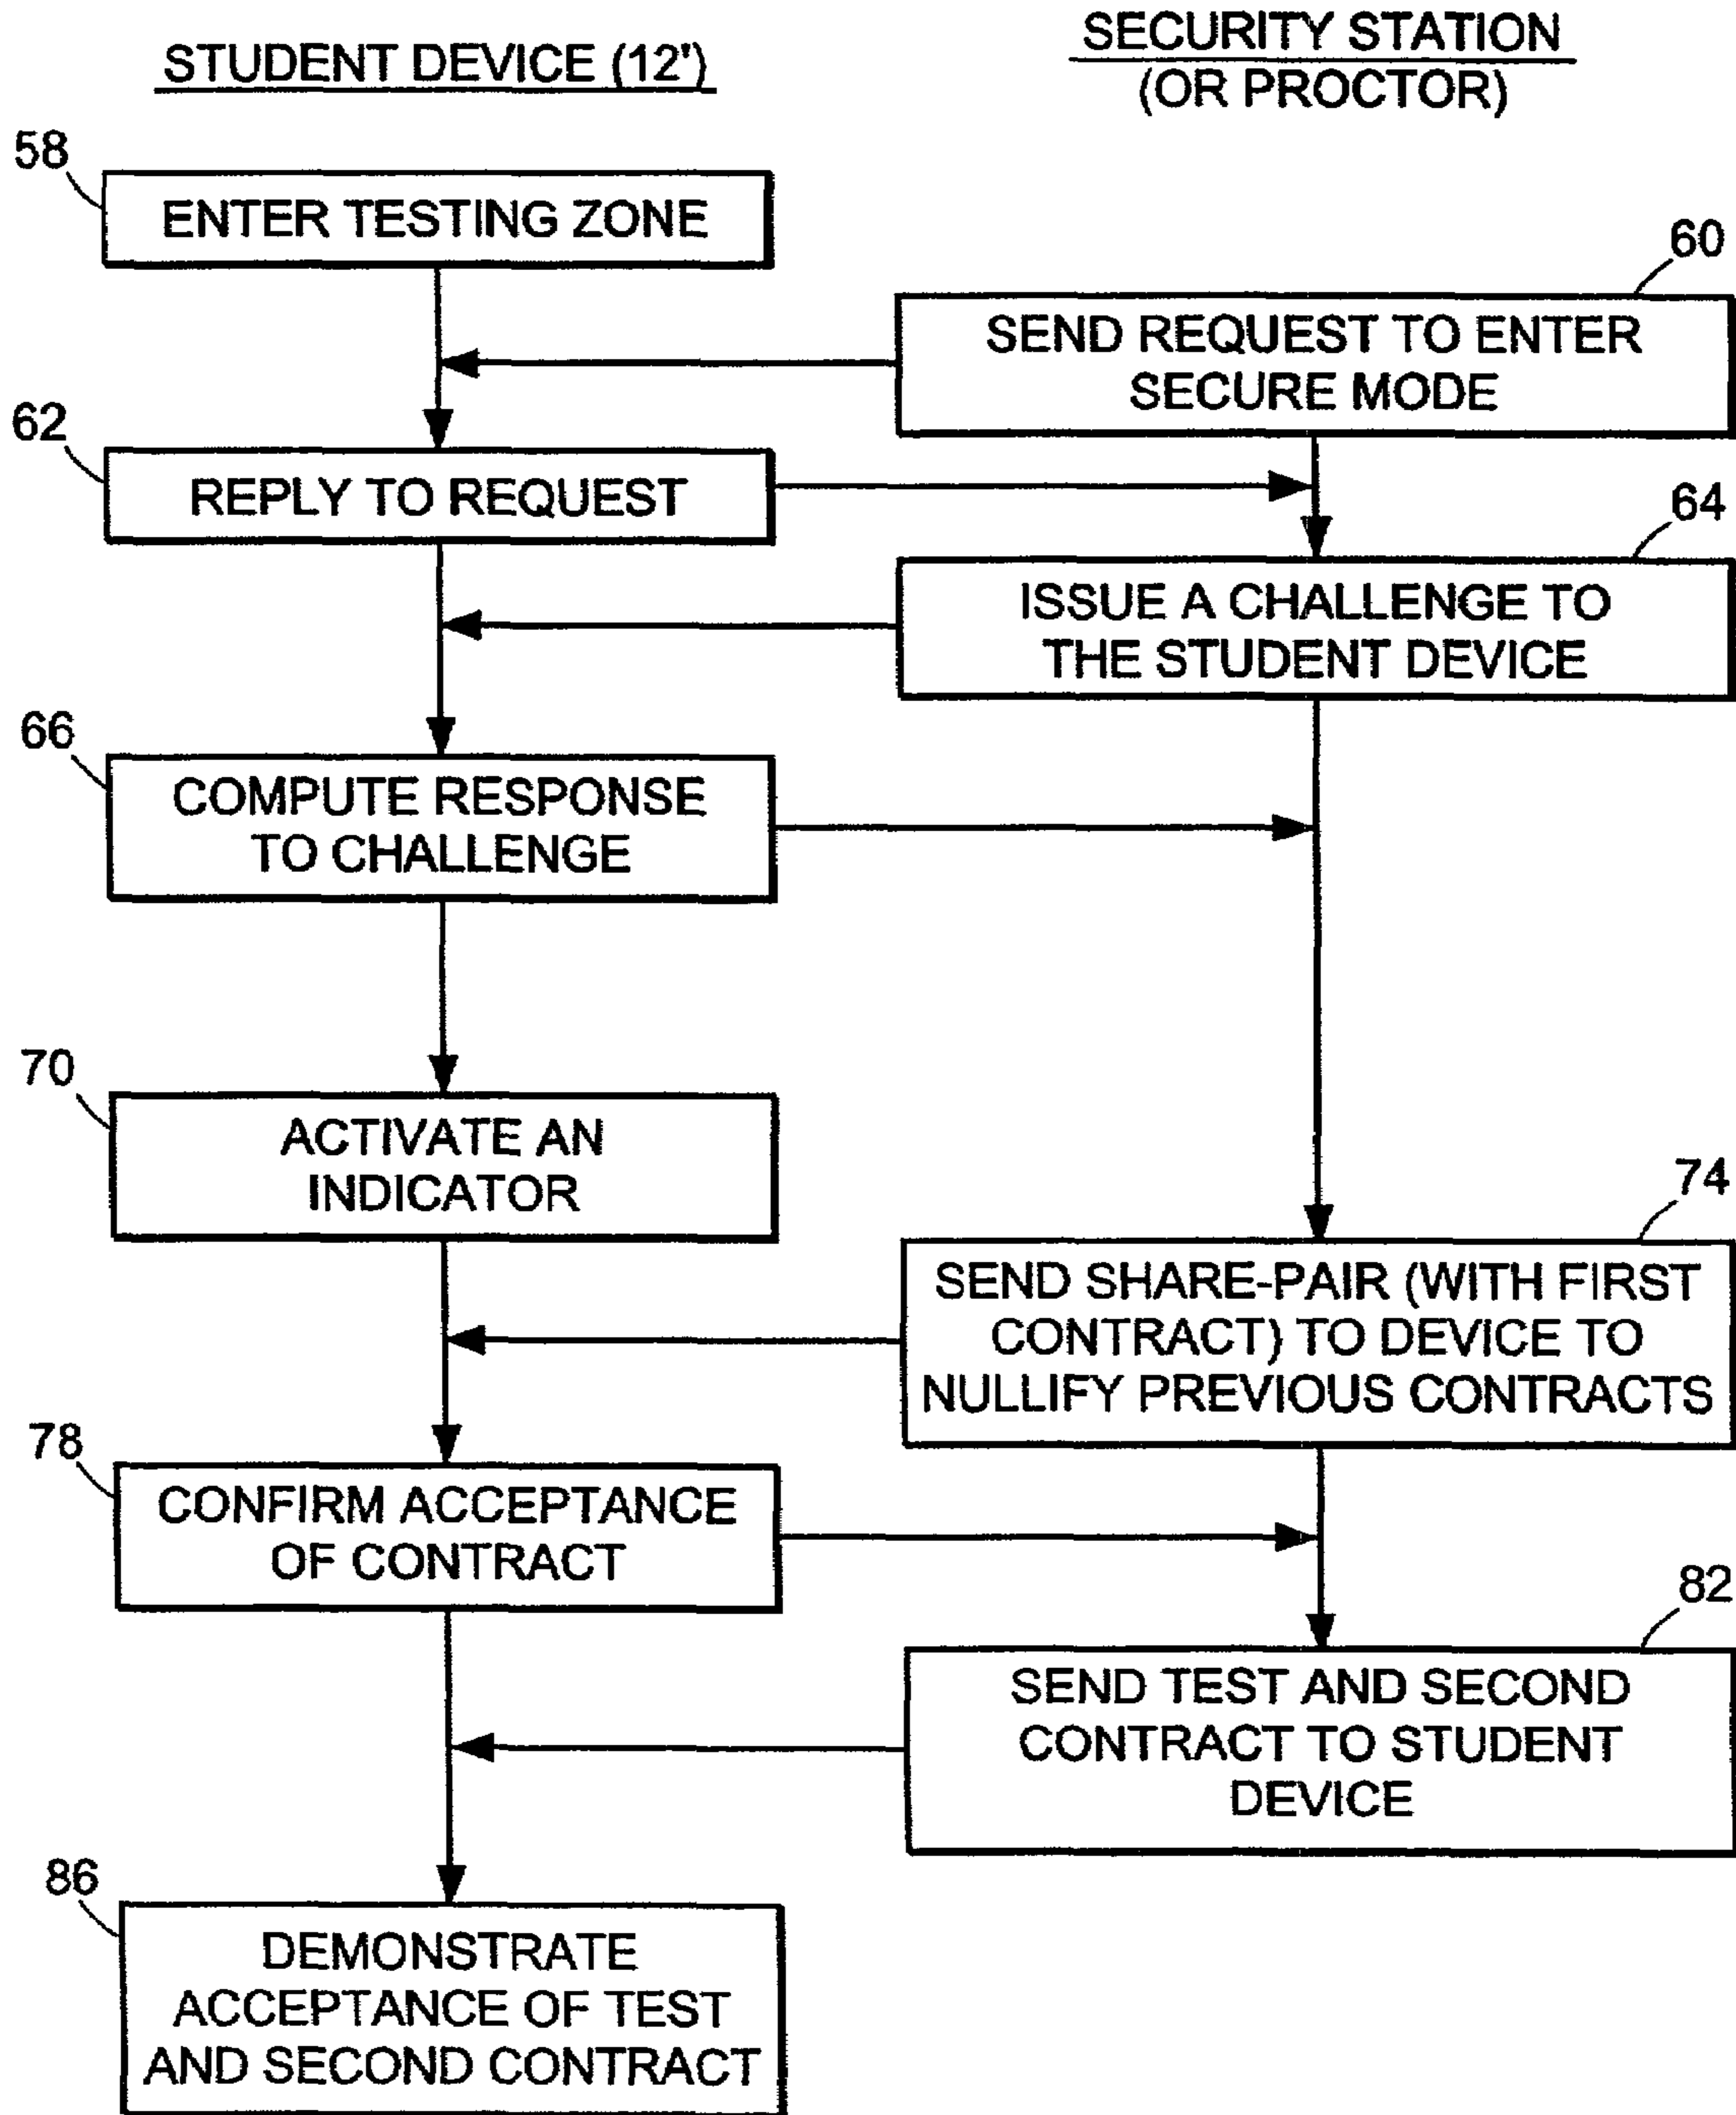 STUDENT DEVICE (12')
SECURITY STATION
(OR PROCTOR)
58
ENTER TESTING ZONE
60
SEND REQUEST TO ENTER
SECURE MODE
62
REPLY TO REQUEST
64
ISSUE A CHALLENGE TO
THE STUDENT DEVICE
66
COMPUTE RESPONSE
TO CHALLENGE
70
ACTIVATE AN
INDICATOR
74
SEND SHARE-PAIR (WITH FIRST
CONTRACT) TO DEVICE TO
NULLIFY PREVIOUS CONTRACTS
78
CONFIRM ACCEPTANCE
OF CONTRACT
82
SEND TEST AND SECOND
CONTRACT TO STUDENT
DEVICE
86
DEMONSTRATE
ACCEPTANCE OF TEST
AND SECOND CONTRACT